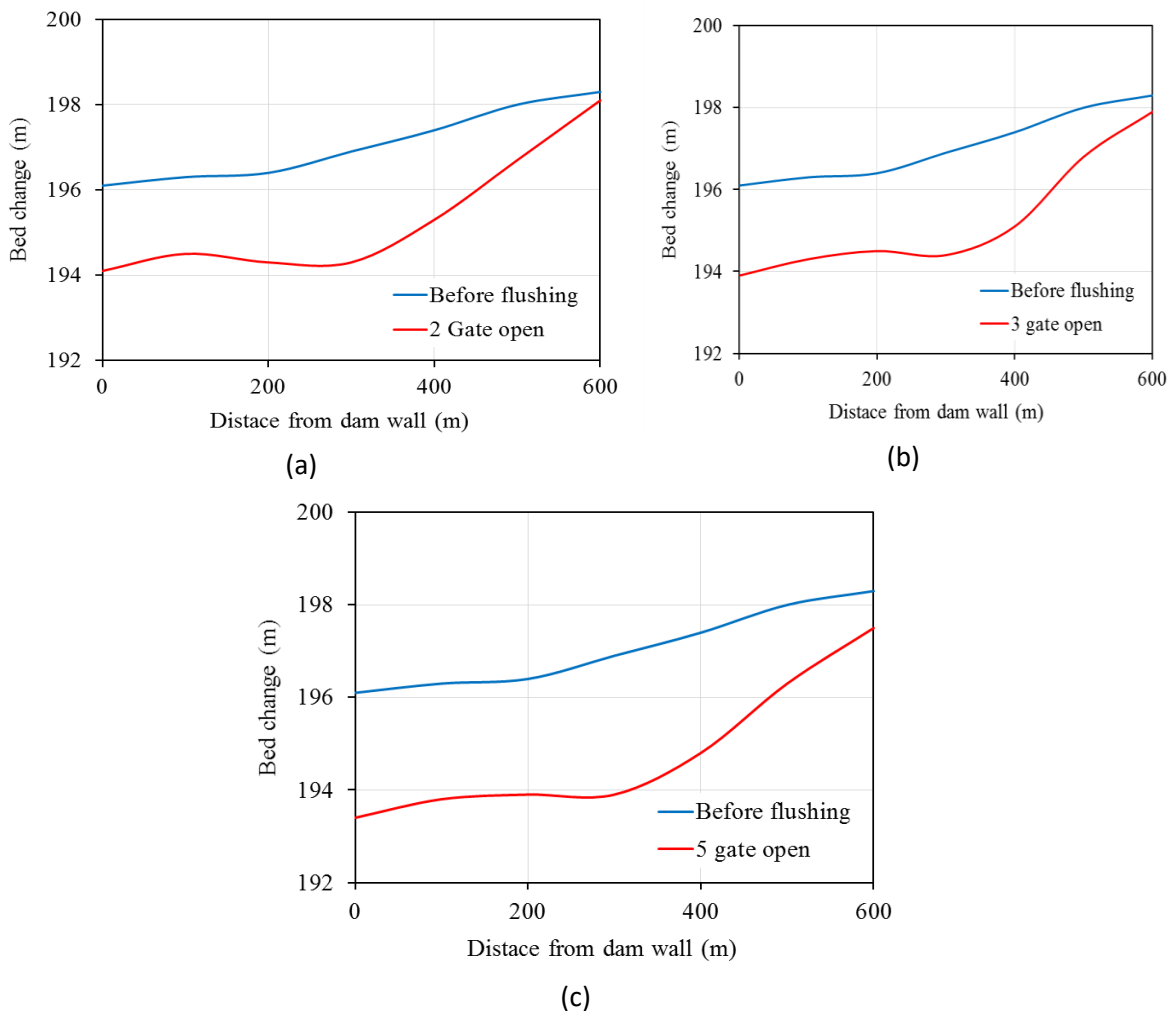 200
198
196
194
192
Bed change (m)
Before flushing
2 Gate open
0
200
400
600
Distace from dam wall (m)
(a)
200
198
196
194
192
Bed change (m)
Before flushing
3 gate open
0
200
400
600
Distace from dam wall (m)
(b)
200
198
196
194
192
Bed change (m)
Before flushing
5 gate open
0
200
400
600
Distace from dam wall (m)
(c)